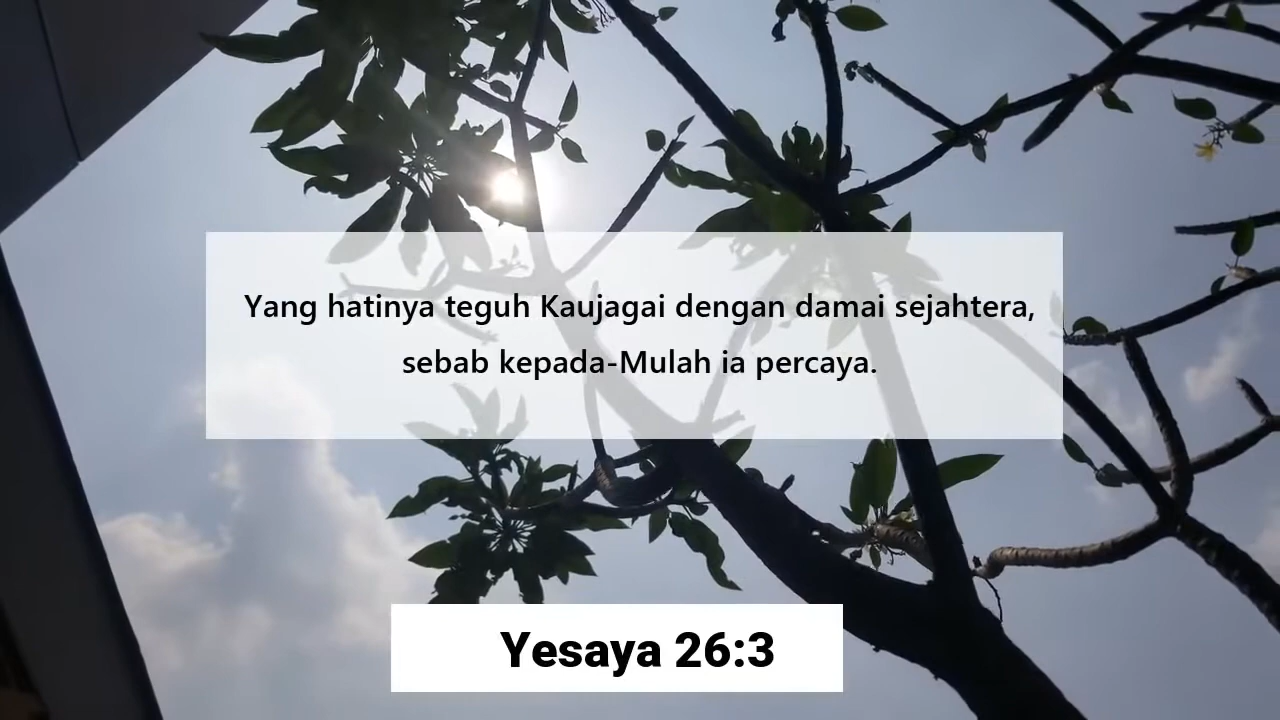 Yang hatinya teguh Kaujagai dengan damai sejahtera,
sebab kepada-Mulah ia percaya.
Yesaya 26:3